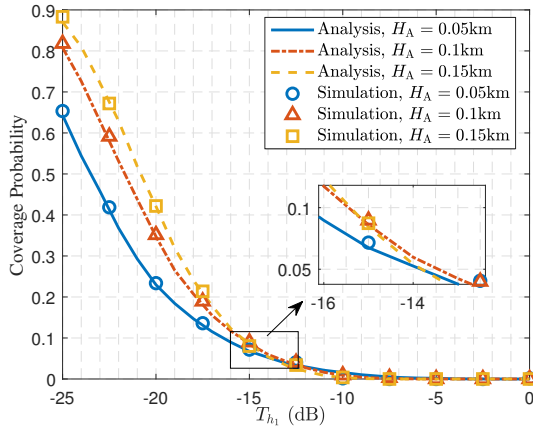 0.9
0.8
0.7
0.6
0.5
0.4
0.3
0.2
0.1
0
Coverage Probability
Analysis, H_A = 0.05km
Analysis, H_A = 0.1km
Analysis, H_A = 0.15km
Simulation, H_A = 0.05km
Simulation, H_A = 0.1km
Simulation, H_A = 0.15km
0.1
0.05
-16 -14
-25 -20 -15 -10 -5 0
T_{h_1} (dB)